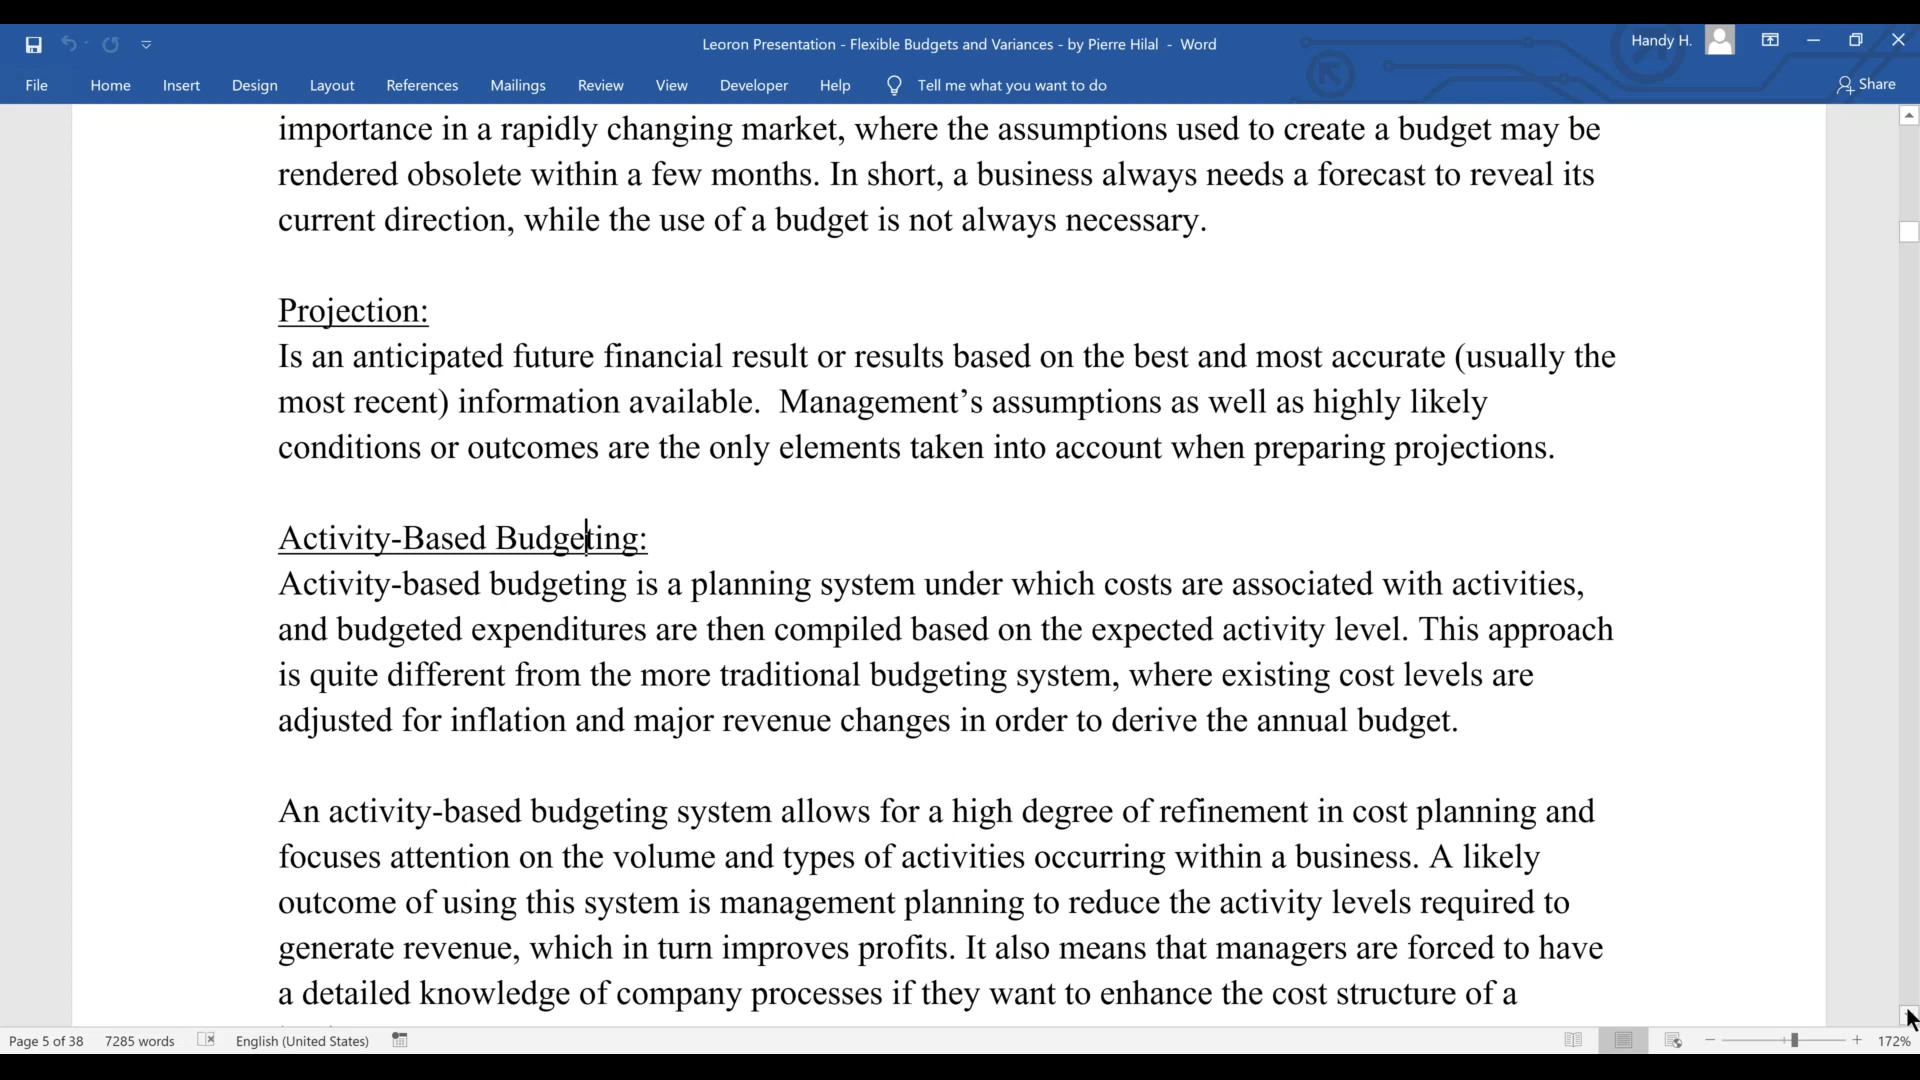 Leoron Presentation - Flexible Budgets and Variances - by Pierre Hilal - Word
Handy H.
File Home Insert Design Layout References Mailings Review View Developer Help Tell me what you want to do Share
importance in a rapidly changing market, where the assumptions used to create a budget may be
rendered obsolete within a few months. In short, a business always needs a forecast to reveal its
current direction, while the use of a budget is not always necessary.
Projection:
Is an anticipated future financial result or results based on the best and most accurate (usually the
most recent) information available.  Management’s assumptions as well as highly likely
conditions or outcomes are the only elements taken into account when preparing projections.
Activity-Based Budgeting:
Activity-based budgeting is a planning system under which costs are associated with activities,
and budgeted expenditures are then compiled based on the expected activity level. This approach
is quite different from the more traditional budgeting system, where existing cost levels are
adjusted for inflation and major revenue changes in order to derive the annual budget.
An activity-based budgeting system allows for a high degree of refinement in cost planning and
focuses attention on the volume and types of activities occurring within a business. A likely
outcome of using this system is management planning to reduce the activity levels required to
generate revenue, which in turn improves profits. It also means that managers are forced to have
a detailed knowledge of company processes if they want to enhance the cost structure of a
Page 5 of 38 7285 words English (United States) 172%